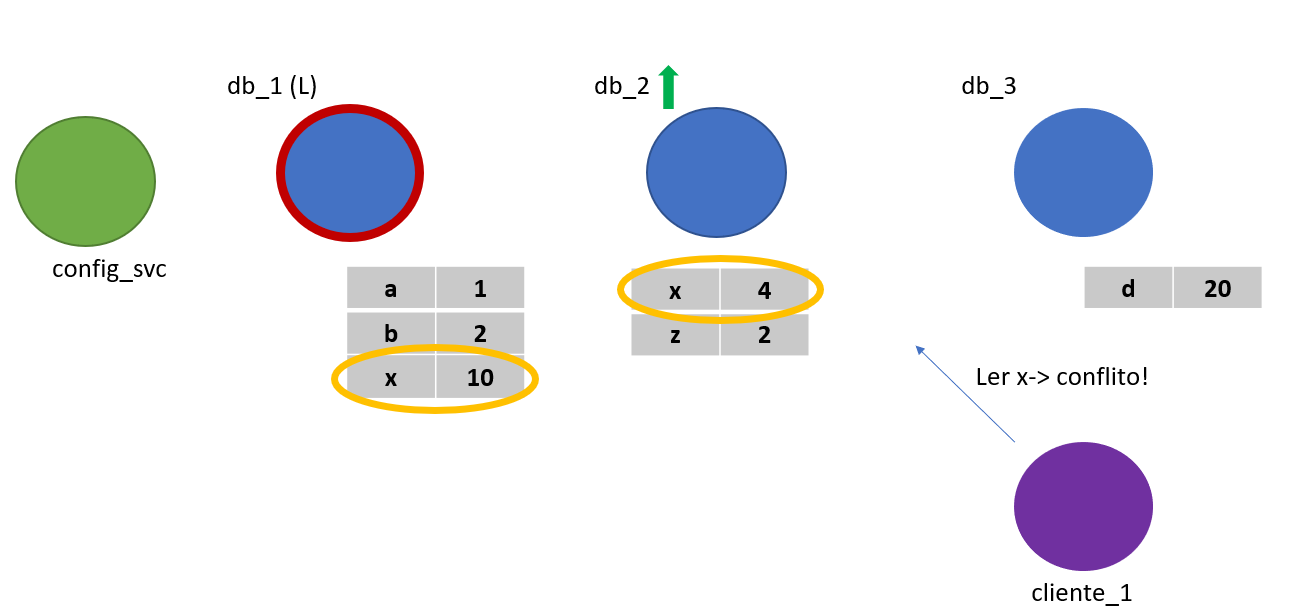 db_1 (L)
db_2
db_3
config_svc
a 1
b 2
x 10
x 4
z 2
d 20
Ler x-> conflito!
cliente_1